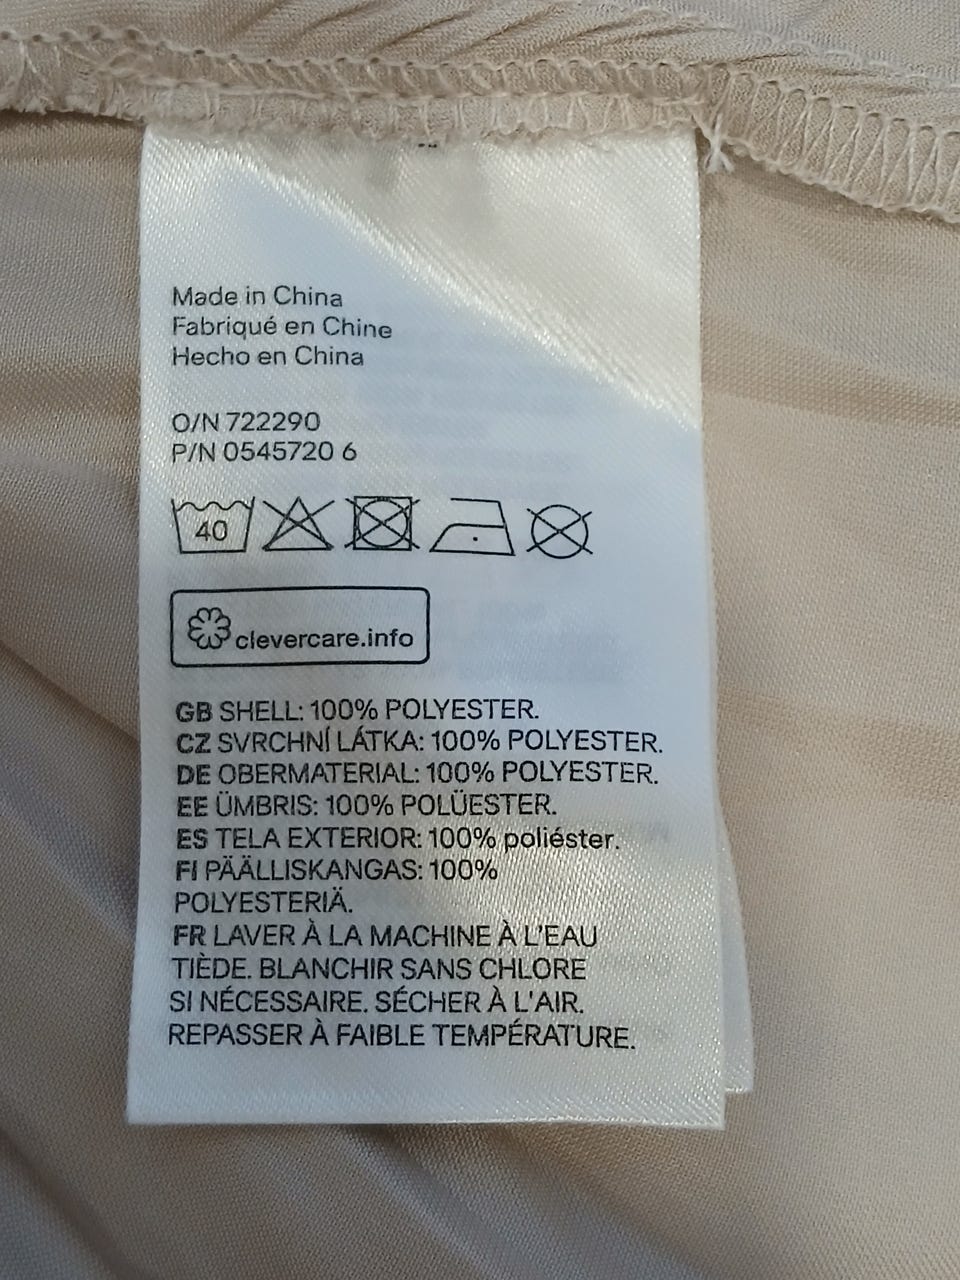 Made in China
Fabriqué en Chine
Hecho en China
O/N 722290
P/N 0545720 6
40
clevercare.info
GB SHELL: 100% POLYESTER.
CZ SVRCHNÍ LÁTKA: 100% POLYESTER.
DE OBERMATERIAL: 100% POLYESTER.
EE ÜMBRIS: 100% POLÜESTER.
ES TELA EXTERIOR: 100% poliéster.
FI PÄÄLLISKANGAS: 100%
POLYESTERIÄ.
FR LAVER À LA MACHINE À L'EAU
TIÈDE. BLANCHIR SANS CHLORE
SI NÉCESSAIRE. SÉCHER À L'AIR.
REPASSER À FAIBLE TEMPÉRATURE.